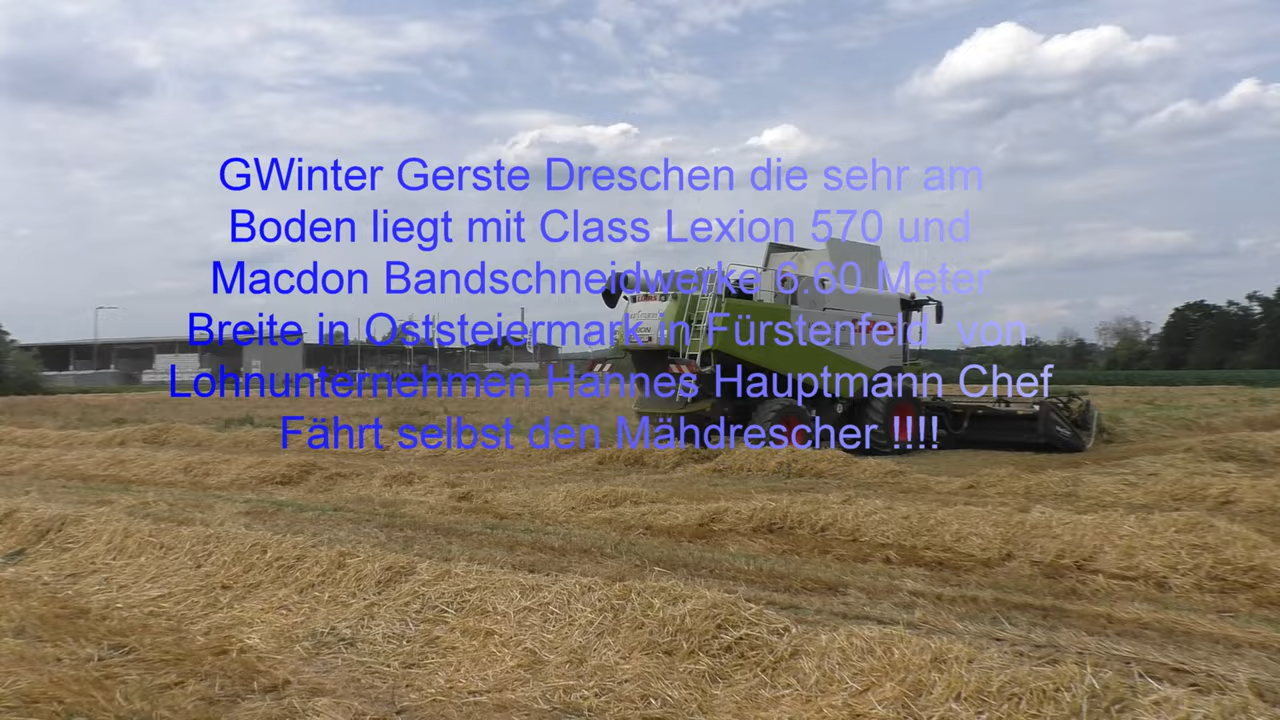 GWinter Gerste Dreschen die sehr am
Boden liegt mit Class Lexion 570 und
Macdon Bandschneidwerke 6.60 Meter
Breite in Oststeiermark in Fürstenfeld von
Lohnunternehmen Hannes Hauptmann Chef
Fährt selbst den Mähdrescher !!!!